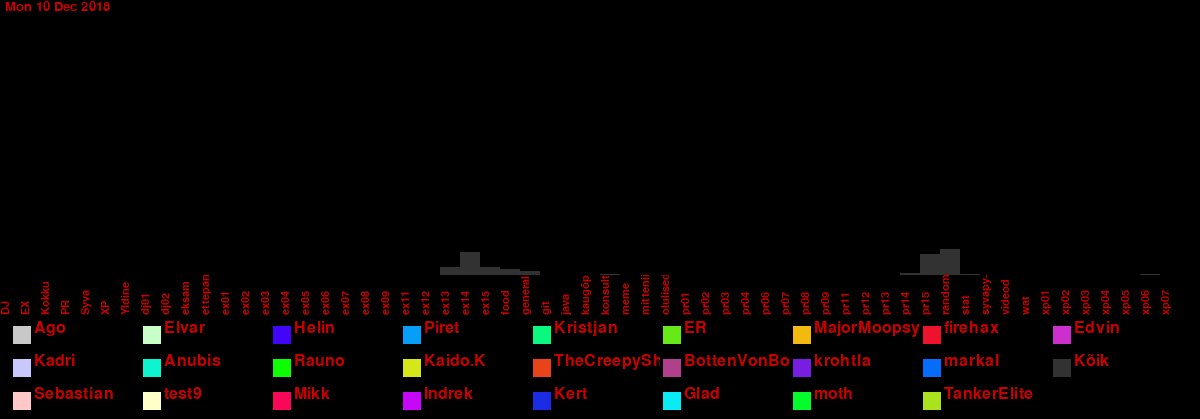 Mon 10 Dec 2018
DJ
EX
Kokku
PR
Syva
XP
Yldine
dj01
dj02
eksam
ettepan
ex01
ex02
ex03
ex04
ex05
ex06
ex07
ex08
ex09
ex11
ex12
ex13
ex14
ex15
food
general
git
java
kaugõp
konsult
meme
mitteinii
olulised
pr01
pr02
pr03
pr04
pr06
pr07
pr08
pr09
pr11
pr12
pr13
pr14
pr15
random
stat
syvapy-
videod
wat
xp01
xp02
xp03
xp04
xp05
xp06
xp07
Ago Elvar Helin Piret Kristjan ER MajorMoopsy firehax Edvin
Kadri Anubis Rauno Kaido.K TheCreepySh BottenVonBo krohtla markal Kõik
Sebastian test9 Mikk Indrek Kert Glad moth TankerElite